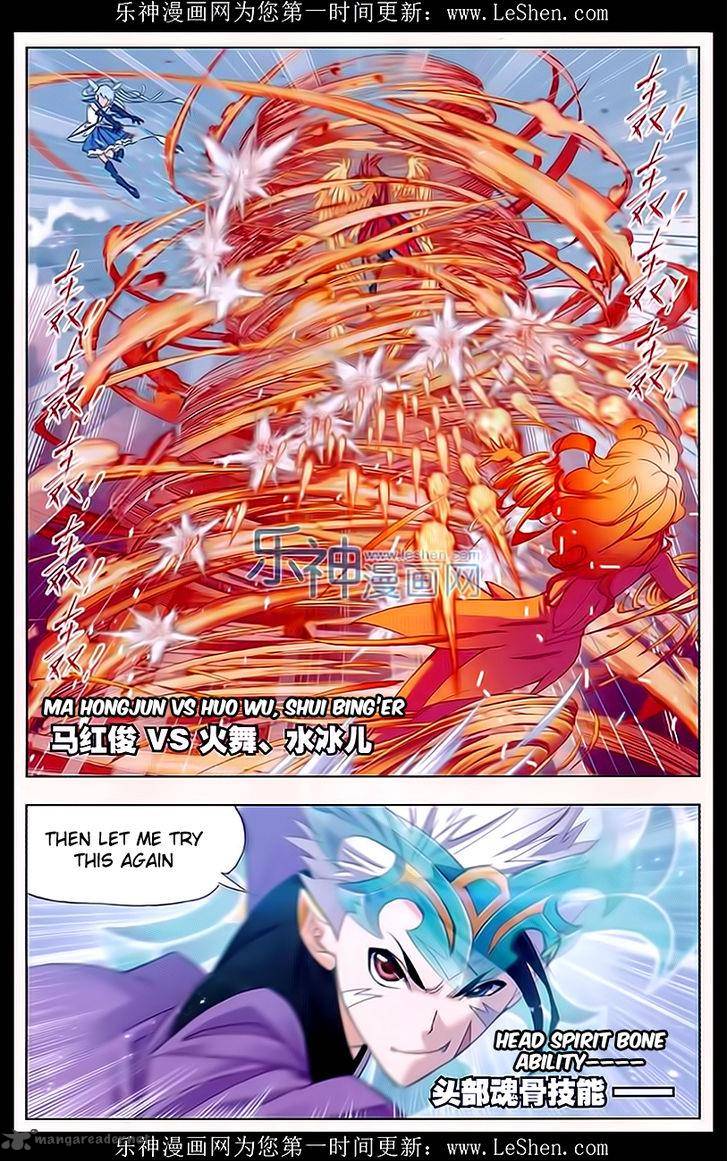 乐神漫画网为您第一时间更新：www.LeShen.com
轰!
轰!
轰!
轰!
轰!
轰!
轰!
轰!
乐神漫画网
www.leshen.com
MA HONGJUN VS HUO WU, SHUI BING'ER
马红俊 VS 火舞、水冰儿
THEN LET ME TRY
THIS AGAIN
HEAD SPIRIT BONE
ABILITY----
头部魂骨技能 ——
mangareader.net
乐神漫画网为您第一时间更新：www.LeShen.com